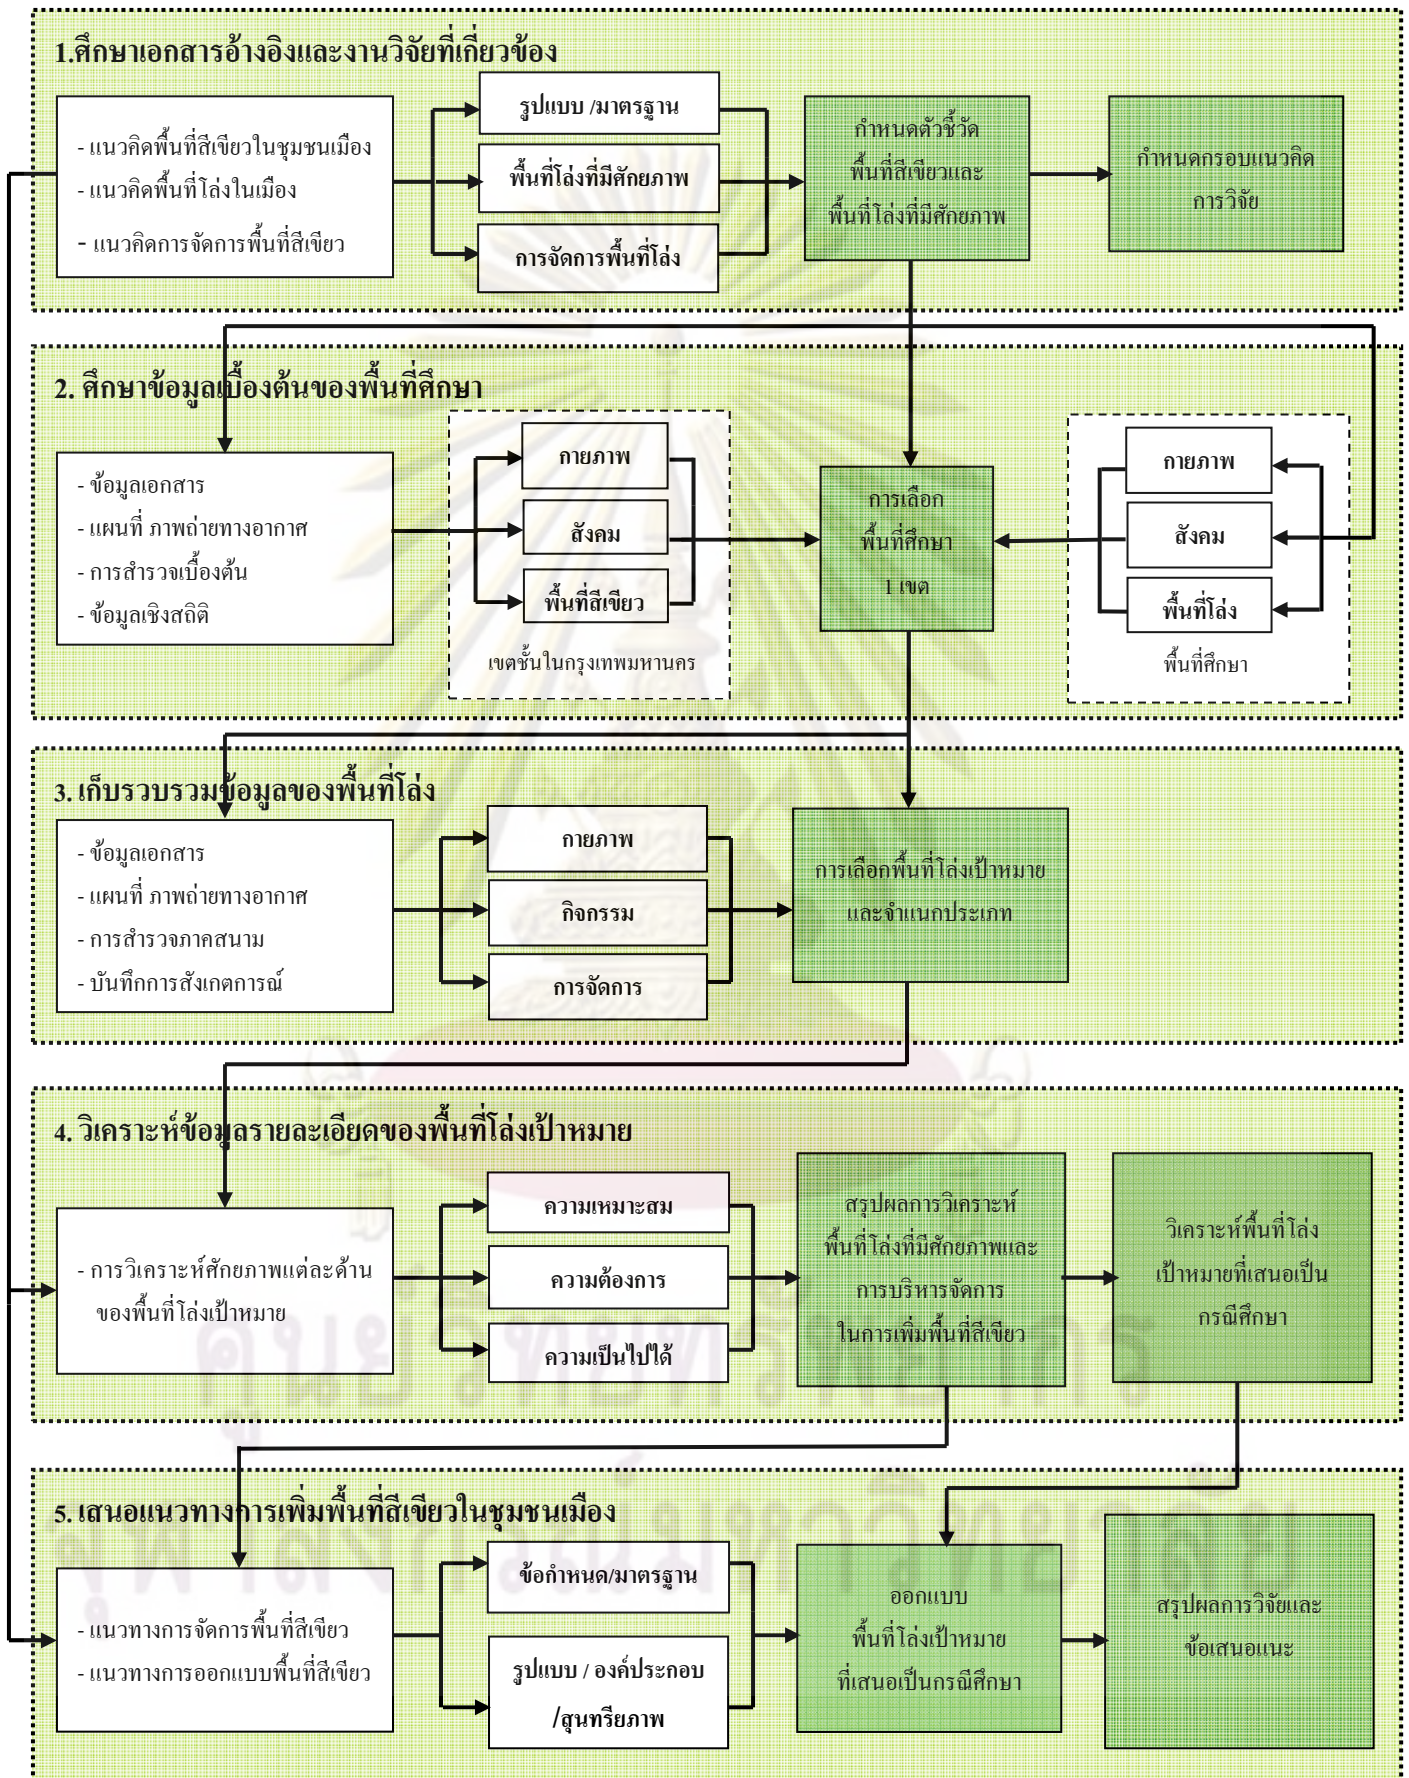 1.ศึกษาเอกสารอ้างอิงและงานวิจัยที่เกี่ยวข้อง
- แนวคิดพื้นที่สีเขียวในชุมชนเมือง
- แนวคิดพื้นที่โล่งในเมือง
- แนวคิดการจัดการพื้นที่สีเขียว
รูปแบบ /มาตรฐาน
พื้นที่โล่งที่มีศักยภาพ
การจัดการพื้นที่โล่ง
กำหนดตัวชี้วัด
พื้นที่สีเขียวและ
พื้นที่โล่งที่มีศักยภาพ
กำหนดกรอบแนวคิด
การวิจัย
2. ศึกษาข้อมูลเบื้องต้นของพื้นที่ศึกษา
- ข้อมูลเอกสาร
- แผนที่ ภาพถ่ายทางอากาศ
- การสำรวจเบื้องต้น
- ข้อมูลเชิงสถิติ
กายภาพ
สังคม
พื้นที่สีเขียว
เขตชั้นในกรุงเทพมหานคร
การเลือก
พื้นที่ศึกษา
1 เขต
กายภาพ
สังคม
พื้นที่โล่ง
พื้นที่ศึกษา
3. เก็บรวบรวมข้อมูลของพื้นที่โล่ง
- ข้อมูลเอกสาร
- แผนที่ ภาพถ่ายทางอากาศ
- การสำรวจภาคสนาม
- บันทึกการสังเกตการณ์
กายภาพ
กิจกรรม
การจัดการ
การเลือกพื้นที่โล่งเป้าหมาย
และจำแนกประเภท
4. วิเคราะห์ข้อมูลรายละเอียดของพื้นที่โล่งเป้าหมาย
- การวิเคราะห์ศักยภาพแต่ละด้าน
ของพื้นที่โล่งเป้าหมาย
ความเหมาะสม
ความต้องการ
ความเป็นไปได้
สรุปผลการวิเคราะห์
พื้นที่โล่งที่มีศักยภาพและ
การบริหารจัดการ
ในการเพิ่มพื้นที่สีเขียว
วิเคราะห์พื้นที่โล่ง
เป้าหมายที่เสนอเป็น
กรณีศึกษา
ศูนย์วิทยทรัพยากร
5. เสนอแนวทางการเพิ่มพื้นที่สีเขียวในชุมชนเมือง
จุฬาลงกรณ์มหาวิทยาลัย
- แนวทางการจัดการพื้นที่สีเขียว
- แนวทางการออกแบบพื้นที่สีเขียว
ข้อกำหนด/มาตรฐาน
รูปแบบ / องค์ประกอบ
/สุนทรียภาพ
ออกแบบ
พื้นที่โล่งเป้าหมาย
ที่เสนอเป็นกรณีศึกษา
สรุปผลการวิจัยและ
ข้อเสนอแนะ